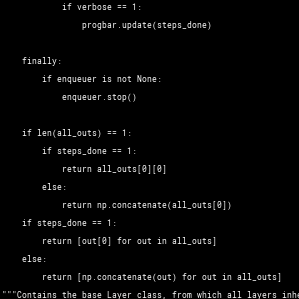 if verbose == 1:
progbar.update(steps_done)
finally:
if enqueuer is not None:
enqueuer.stop()
if len(all_outs) == 1:
if steps_done == 1:
return all_outs[0][0]
else:
return np.concatenate(all_outs[0])
if steps_done == 1:
return [out[0] for out in all_outs]
else:
return [np.concatenate(out) for out in all_outs]
"""Contains the base Layer class, from which all layers inhe